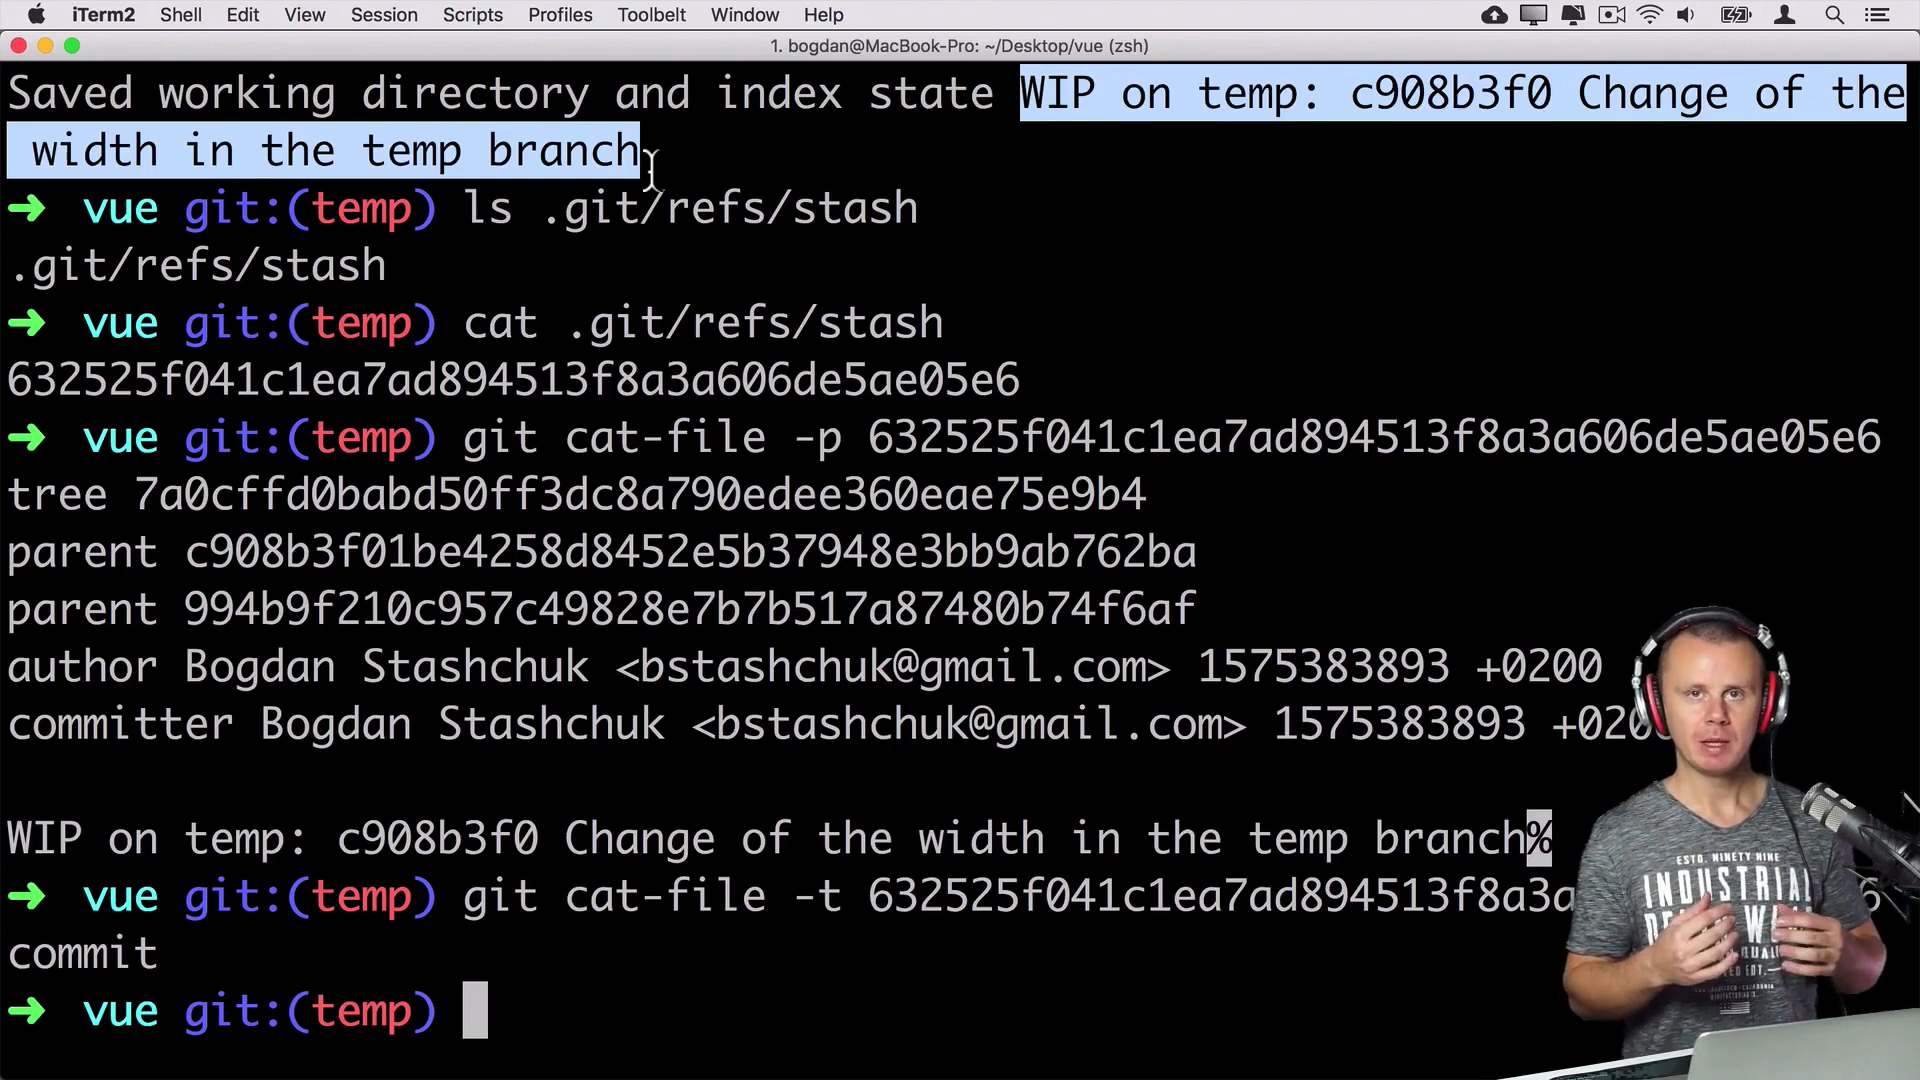 iTerm2 Shell Edit View Session Scripts Profiles Toolbelt Window Help
1. bogdan@MacBook-Pro: ~/Desktop/vue (zsh)
Saved working directory and index state WIP on temp: c908b3f0 Change of the
width in the temp branch
➜ vue git:(temp) ls .git/refs/stash
.git/refs/stash
➜ vue git:(temp) cat .git/refs/stash
632525f041c1ea7ad894513f8a3a606de5ae05e6
➜ vue git:(temp) git cat-file -p 632525f041c1ea7ad894513f8a3a606de5ae05e6
tree 7a0cffd0babd50ff3dc8a790edee360eae75e9b4
parent c908b3f01be4258d8452e5b37948e3bb9ab762ba
parent 994b9f210c957c49828e7b7b517a87480b74f6af
author Bogdan Stashchuk <bstashchuk@gmail.com> 1575383893 +0200
committer Bogdan Stashchuk <bstashchuk@gmail.com> 1575383893 +020
WIP on temp: c908b3f0 Change of the width in the temp branch%
➜ vue git:(temp) git cat-file -t 632525f041c1ea7ad894513f8a3a
commit
➜ vue git:(temp)
ESTD. NINETY NINE
INDUSTRIAL